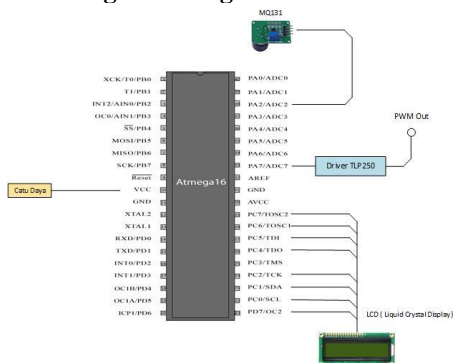 MQ131
XCK/T0/PB0
T1/PB1
INT2/AIN0/PB2
OC0/AIN1/PB3
SS/PB4
MOSI/PB5
MISO/PB6
SCK/PB7
Reset
VCC
GND
XTAL2
XTAL1
RXD/PD0
TXD/PD1
INT0/PD2
INT1/PD3
OC1B/PD4
OC1A/PD5
ICP1/PD6
Catu Daya
Atmega16
PA0/ADC0
PA1/ADC1
PA2/ADC2
PA3/ADC3
PA4/ADC4
PA5/ADC5
PA6/ADC6
PA7/ADC7
AREF
GND
AVCC
PC7/TOSC2
PC6/TOSC1
PC5/TDI
PC4/TDO
PC3/TMS
PC2/TCK
PC1/SDA
PC0/SCL
PD7/OC2
PWM Out
Driver TLP250
LCD ( Liquid Crystal Display)